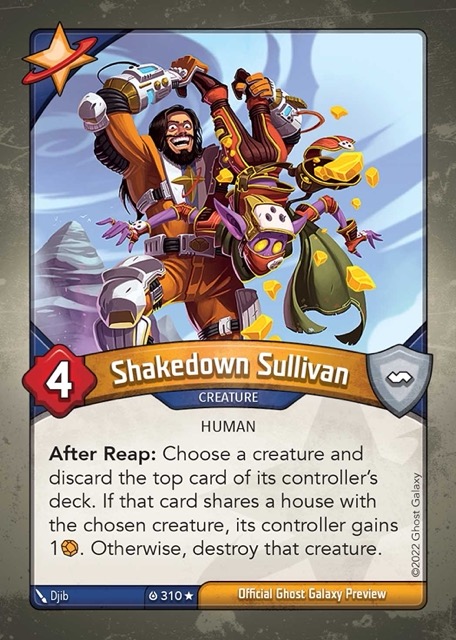 Shakedown Sullivan
4
CREATURE
HUMAN
After Reap: Choose a creature and
discard the top card of its controller's
deck. If that card shares a house with
the chosen creature, its controller gains
1. Otherwise, destroy that creature.
©2022 Ghost Galaxy
Djib
310
Official Ghost Galaxy Preview